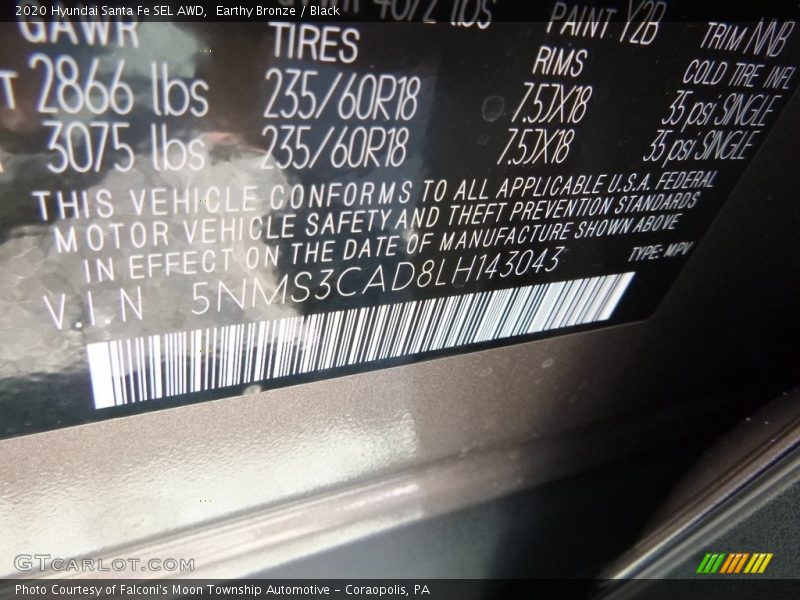 2020 Hyundai Santa Fe SEL AWD,  Earthy Bronze / Black
lbs PAINT Y2B TRIM NNB
GAWR TIRES RIMS COLD TIRE INFL
2866 lbs 235/60R18 7.5JX18 35 psi SINGLE
3075 lbs 235/60R18 7.5JX18 35 psi SINGLE
THIS VEHICLE CONFORMS TO ALL APPLICABLE U.S.A. FEDERAL
MOTOR VEHICLE SAFETY AND THEFT PREVENTION STANDARDS
IN EFFECT ON THE DATE OF MANUFACTURE SHOWN ABOVE
VIN 5NMS3CAD8LH143043 TYPE: MPV
GTCARLOT.COM
Photo Courtesy of Falconi's Moon Township Automotive – Coraopolis, PA